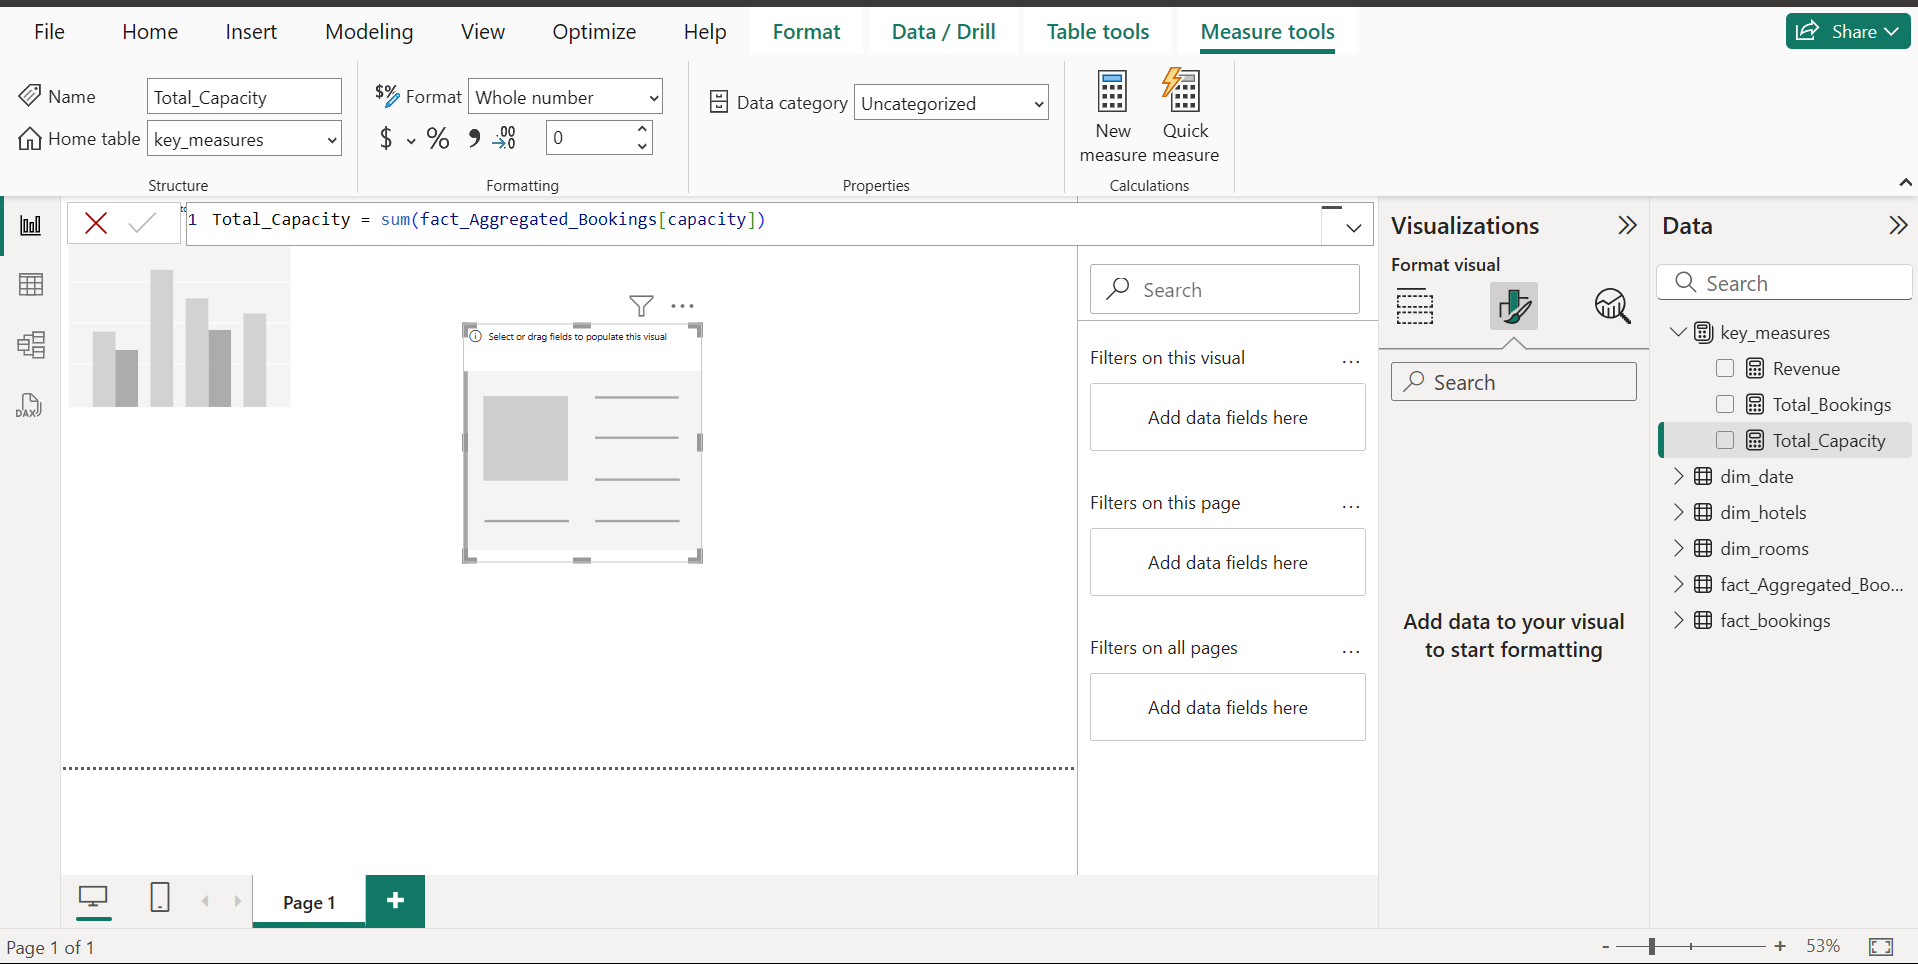 File Home Insert Modeling View Optimize Help Format Data / Drill Table tools Measure tools Share
Name Total_Capacity
Home table key_measures
Structure
$% Format Whole number
$ % , .00 0
Formatting
Data category Uncategorized
Properties
New measure
Quick measure
Calculations
1 Total_Capacity = sum(fact_Aggregated_Bookings[capacity])
Select or drag fields to populate this visual
Search
Filters on this visual ...
Add data fields here
Filters on this page ...
Add data fields here
Filters on all pages ...
Add data fields here
Visualizations
Format visual
Search
Add data to your visual
to start formatting
Data
Search
key_measures
Revenue
Total_Bookings
Total_Capacity
dim_date
dim_hotels
dim_rooms
fact_Aggregated_Boo...
fact_bookings
DAX
Page 1 +
Page 1 of 1
- + 53%